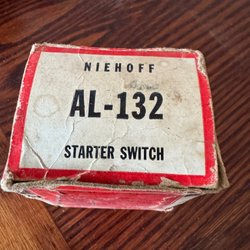 NIEHOFF
AL-132
STARTER SWITCH